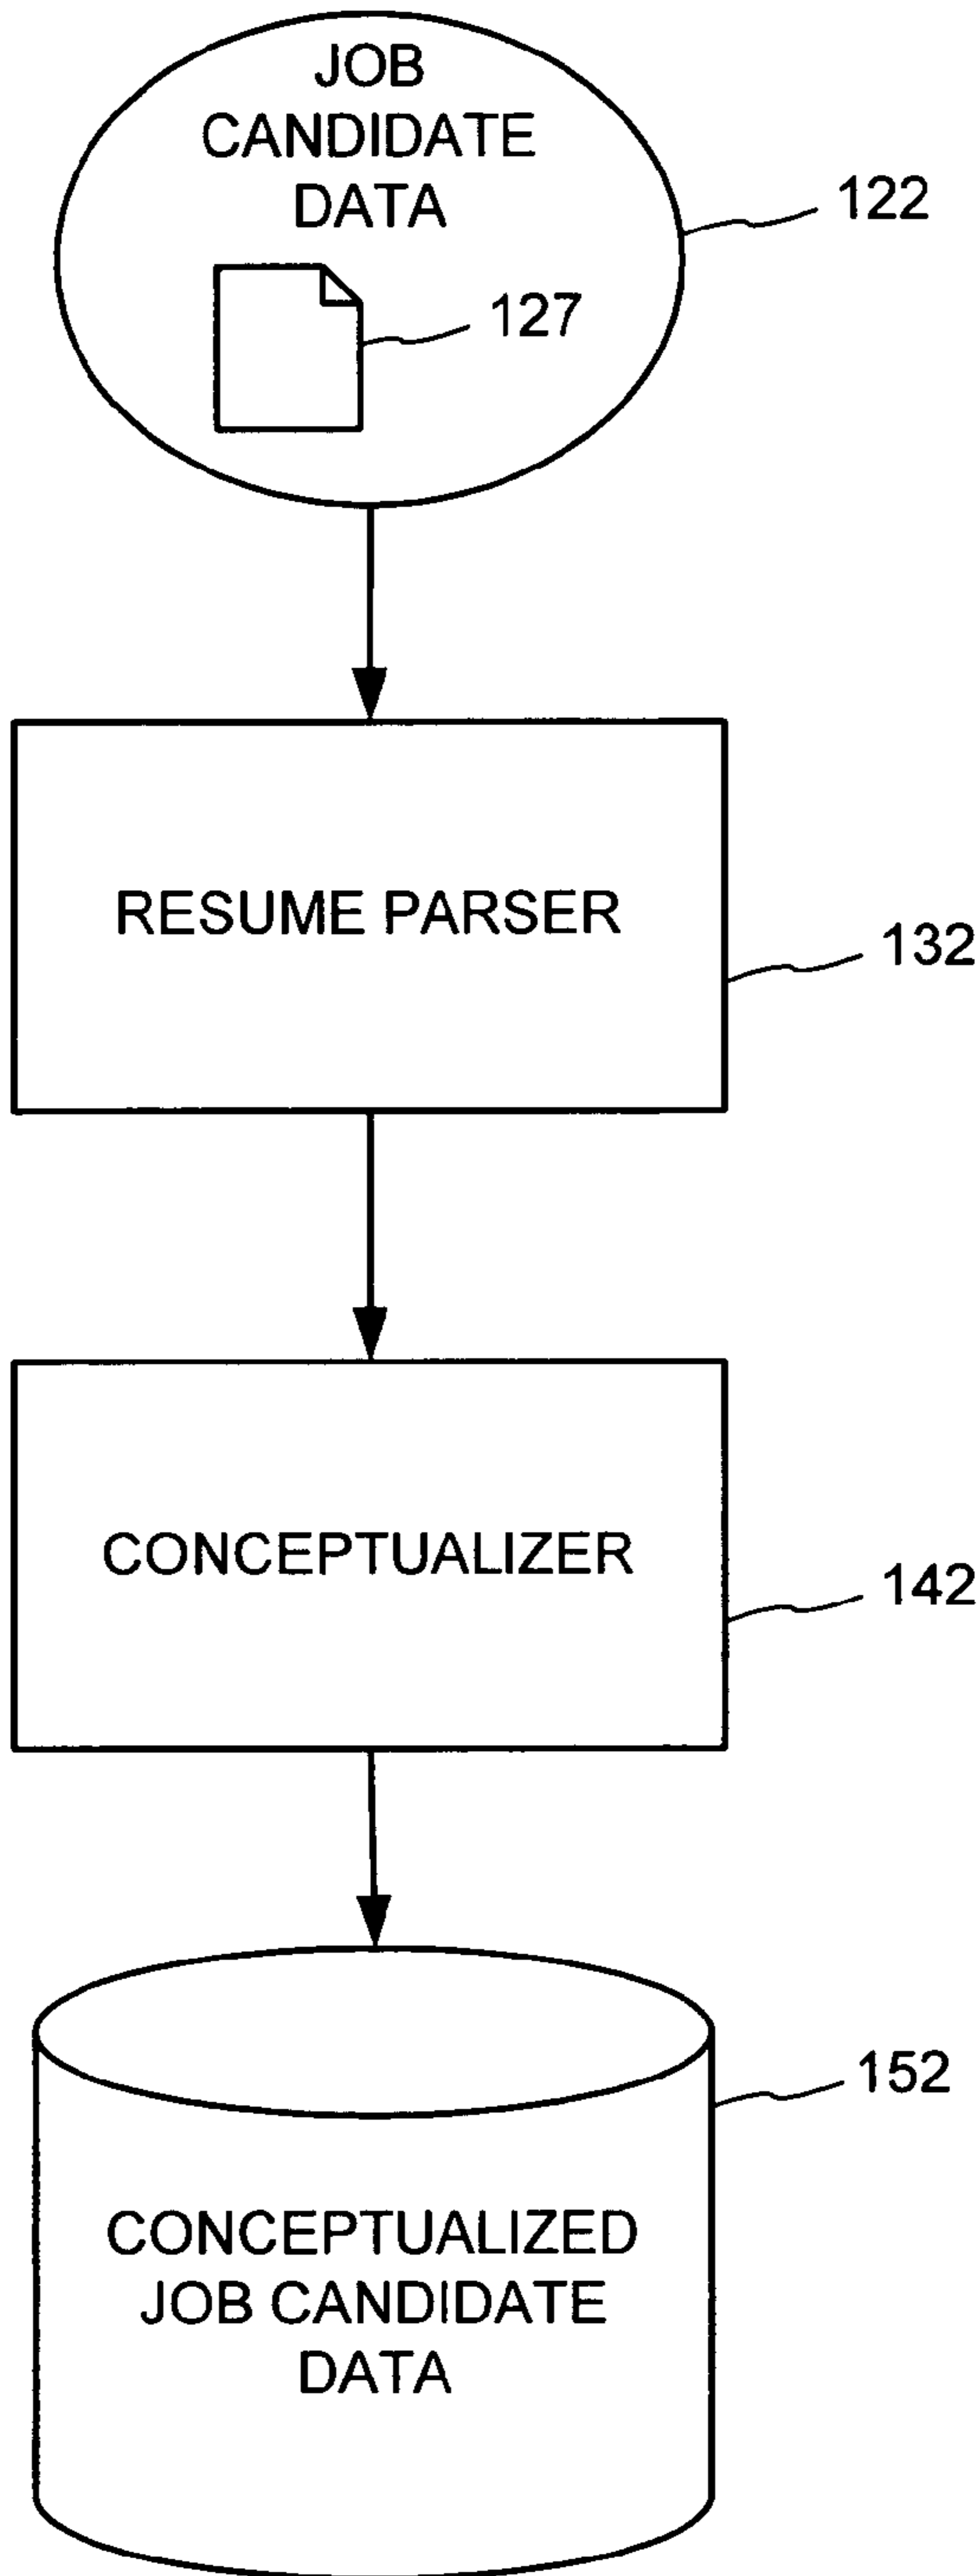 JOB
CANDIDATE
DATA
122
127
RESUME PARSER
132
CONCEPTUALIZER
142
152
CONCEPTUALIZED
JOB CANDIDATE
DATA